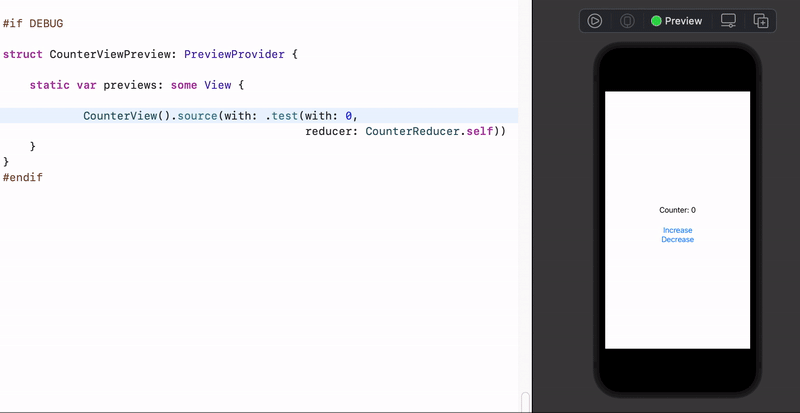 #if DEBUG
struct CounterViewPreview: PreviewProvider {
static var previews: some View {
CounterView().source(with: .test(with: 0,
reducer: CounterReducer.self))
}
}
#endif
Preview
Counter: 0
Increase
Decrease